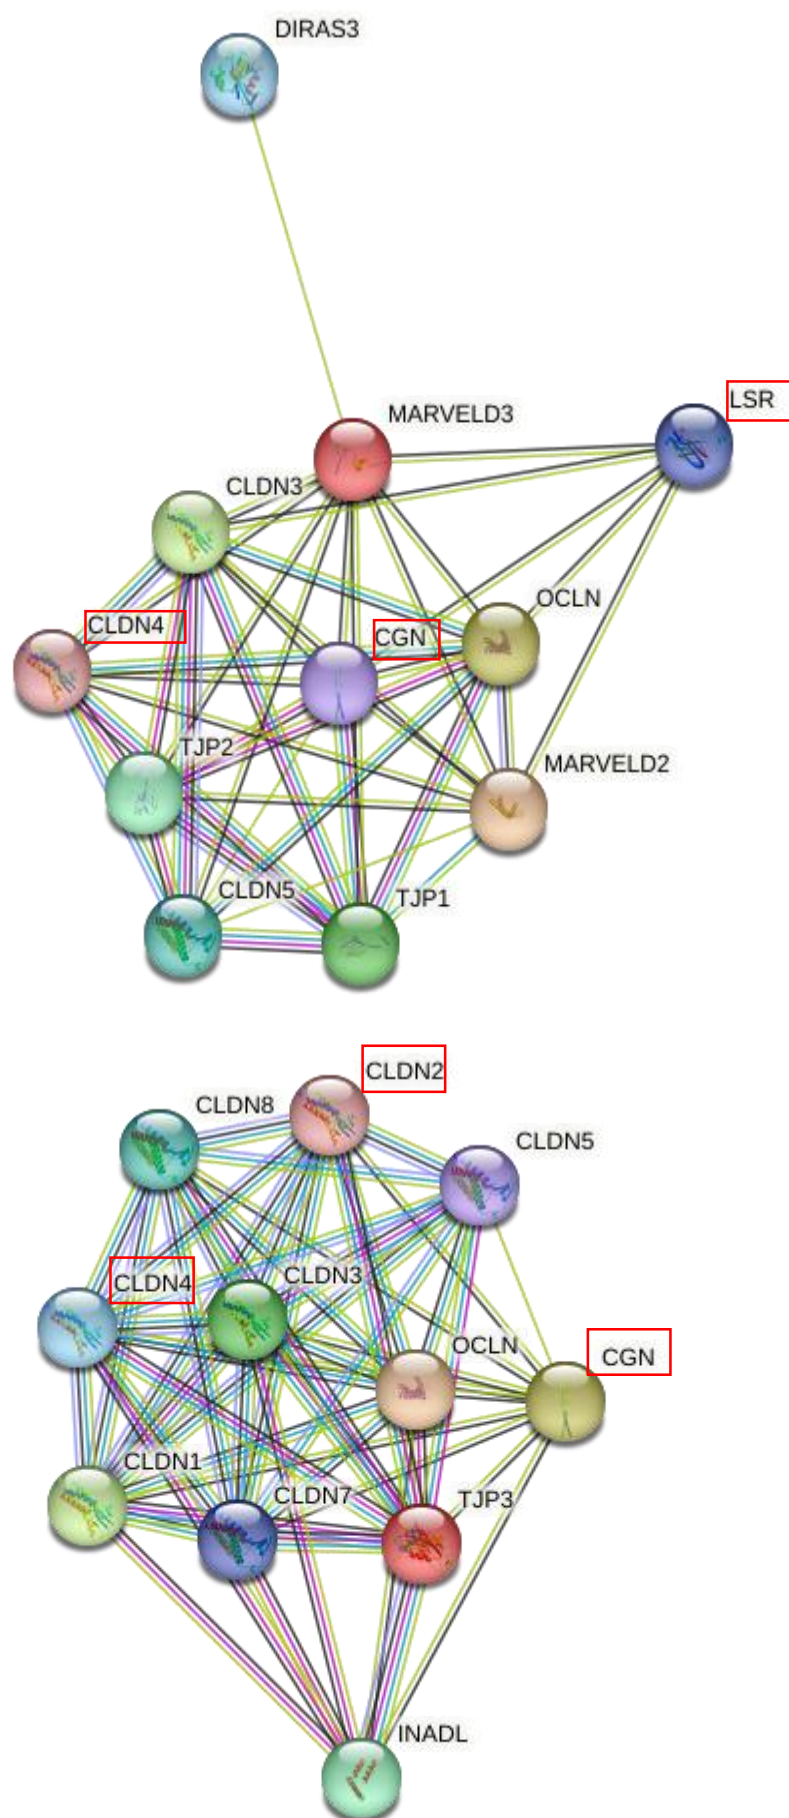 DIRAS3
MARVELD3
LSR
CLDN3
OCLN
CLDN4
CGN
TJP2
MARVELD2
CLDN5
TJP1
CLDN2
CLDN8
CLDN5
CLDN4
CLDN3
OCLN
CGN
CLDN1
CLDN7
TJP3
INADL